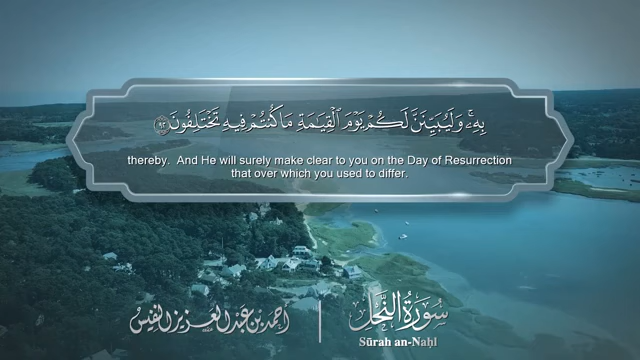 بِهِۦۚ وَلَيُبَيِّنَنَّ لَكُمْ يَوْمَ ٱلْقِيَٰمَةِ مَا كُنتُمْ فِيهِ تَخْتَلِفُونَ ٩٢
thereby. And He will surely make clear to you on the Day of Resurrection
that over which you used to differ.
سُورَةُ النَّحْل
Sūrah an-Naḥl
أحمد بن عبد العزيز النفيس